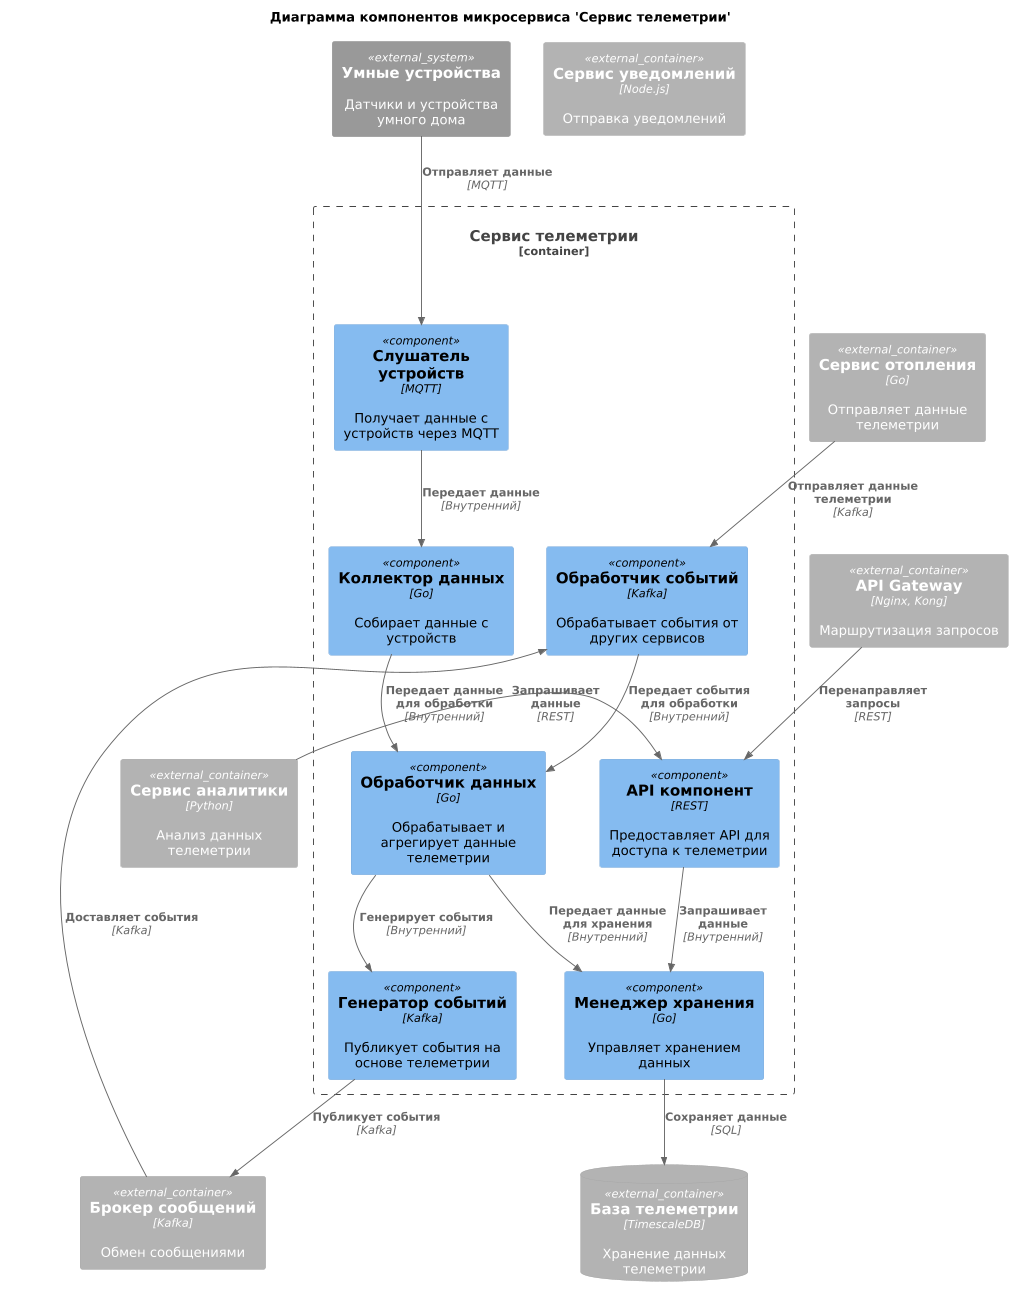 Диаграмма компонентов микросервиса 'Сервис телеметрии'
«external_system»
Умные устройства
Датчики и устройства
умного дома
«external_container»
Сервис уведомлений
[Node.js]
Отправка уведомлений
Отправляет данные
[MQTT]
Сервис телеметрии
[container]
«component»
Слушатель
устройств
[MQTT]
Получает данные с
устройств через MQTT
«external_container»
Сервис отопления
[Go]
Отправляет данные
телеметрии
Передает данные
[Внутренний]
Отправляет данные
телеметрии
[Kafka]
«component»
Коллектор данных
[Go]
Собирает данные с
устройств
«component»
Обработчик событий
[Kafka]
Обрабатывает события от
других сервисов
«external_container»
API Gateway
[Nginx, Kong]
Маршрутизация запросов
Передает данные
для обработки
[Внутренний]
Запрашивает
данные
[REST]
Передает события
для обработки
[Внутренний]
Перенаправляет
запросы
[REST]
«external_container»
Сервис аналитики
[Python]
Анализ данных
телеметрии
«component»
Обработчик данных
[Go]
Обрабатывает и
агрегирует данные
телеметрии
«component»
API компонент
[REST]
Предоставляет API для
доступа к телеметрии
Доставляет события
[Kafka]
Генерирует события
[Внутренний]
Передает данные
для хранения
[Внутренний]
Запрашивает
данные
[Внутренний]
«component»
Генератор событий
[Kafka]
Публикует события на
основе телеметрии
«component»
Менеджер хранения
[Go]
Управляет хранением
данных
Публикует события
[Kafka]
Сохраняет данные
[SQL]
«external_container»
Брокер сообщений
[Kafka]
Обмен сообщениями
«external_container»
База телеметрии
[TimescaleDB]
Хранение данных
телеметрии